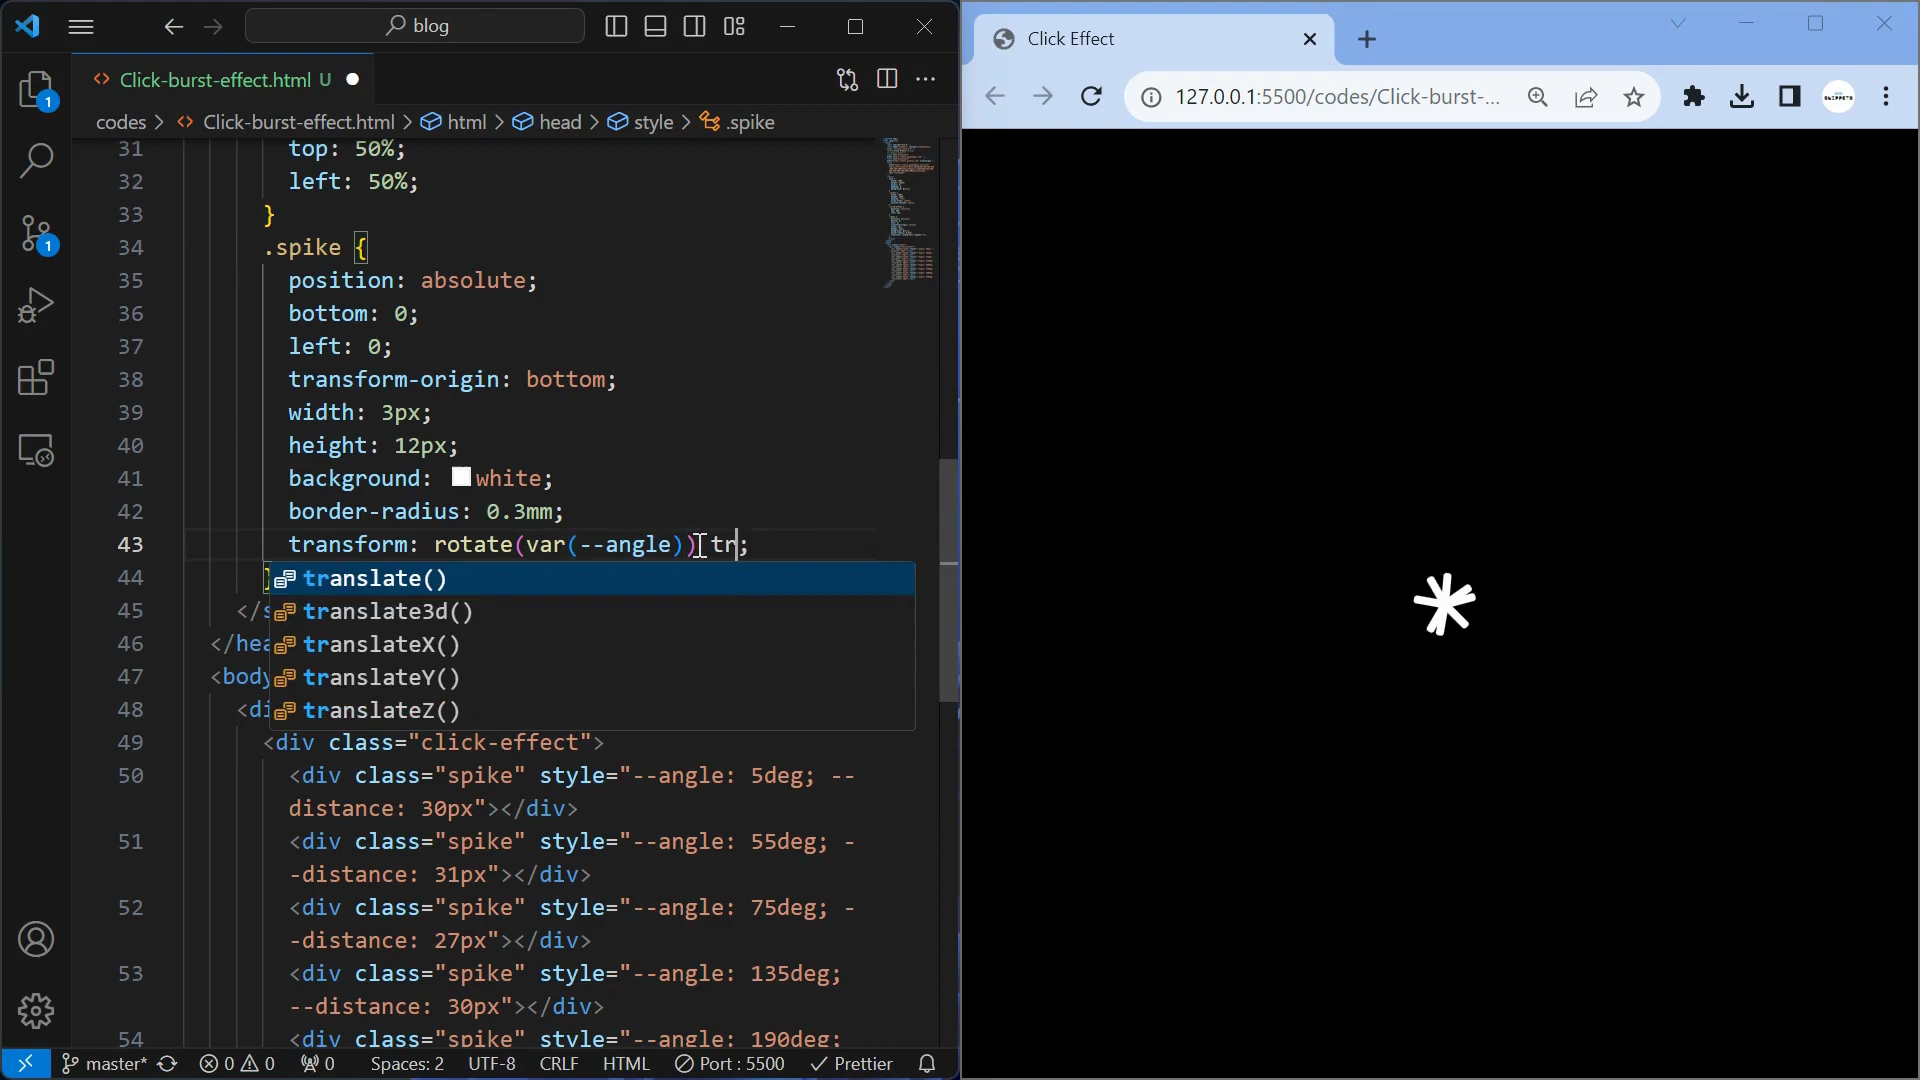 blog
Click-burst-effect.html U
codes > Click-burst-effect.html > html > head > style > .spike
31 top: 50%;
32 left: 50%;
33 }
34 .spike {
35 position: absolute;
36 bottom: 0;
37 left: 0;
38 transform-origin: bottom;
39 width: 3px;
40 height: 12px;
41 background: white;
42 border-radius: 0.3mm;
43 transform: rotate(var(--angle)) tr;
44 }
translate()
45 </s
translate3d()
46 </hea
translateX()
47 <body
translateY()
48 <di
translateZ()
49 <div class="click-effect">
50 <div class="spike" style="--angle: 5deg; --
distance: 30px"></div>
51 <div class="spike" style="--angle: 55deg; -
-distance: 31px"></div>
52 <div class="spike" style="--angle: 75deg; -
-distance: 27px"></div>
53 <div class="spike" style="--angle: 135deg;
--distance: 30px"></div>
54 <div class="spike" style="--angle: 190deg;
1
1
master* 0 0 0 Spaces: 2 UTF-8 CRLF HTML Port : 5500 Prettier
Click Effect
127.0.0.1:5500/codes/Click-burst-...